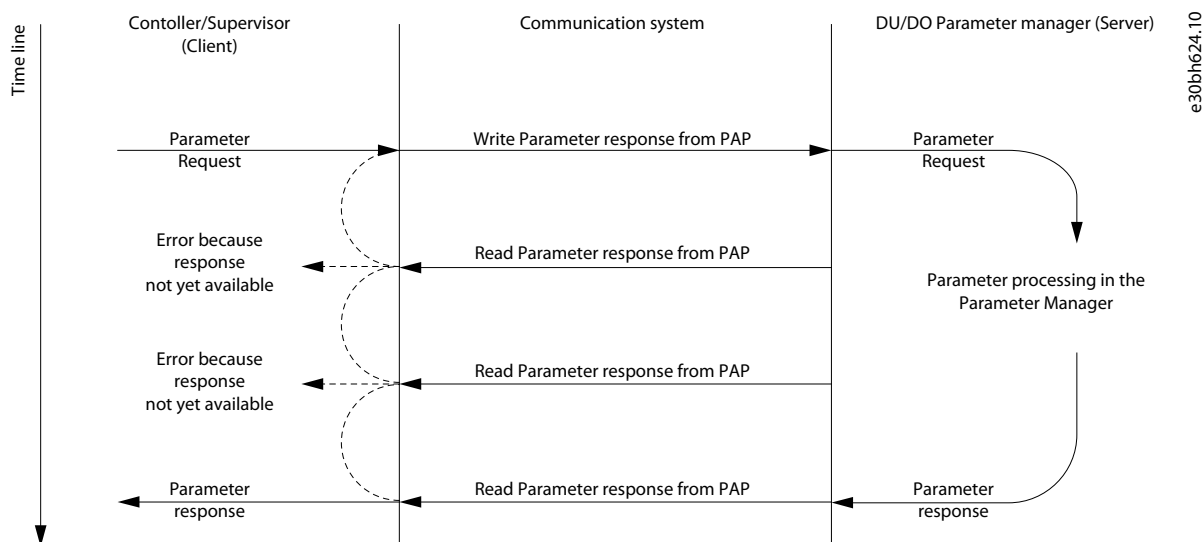 Time line
Contoller/Supervisor
(Client)
Communication system
DU/DO Parameter manager (Server)
e30bh624.10
Parameter
Request
Write Parameter response from PAP
Parameter
Request
Error because
response
not yet available
Read Parameter response from PAP
Parameter processing in the
Parameter Manager
Error because
response
not yet available
Read Parameter response from PAP
Parameter
response
Read Parameter response from PAP
Parameter
response